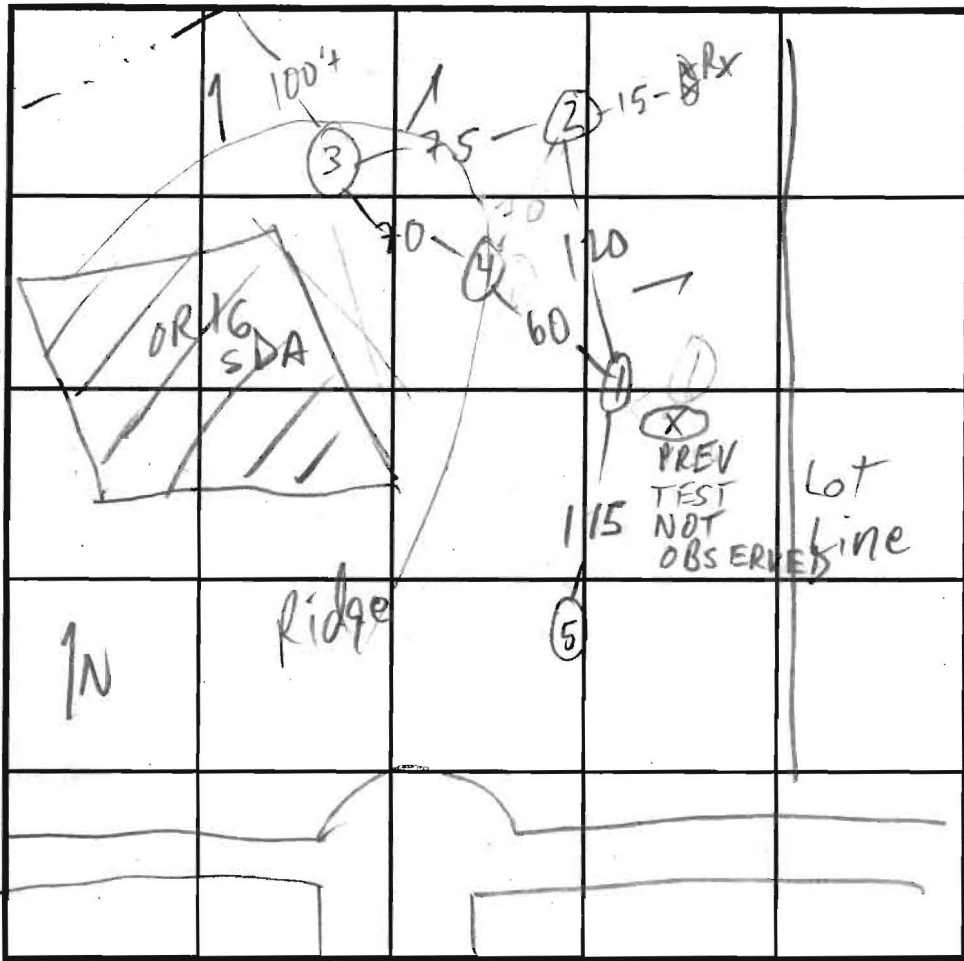 100'+
3
75
2
15-
Rx
70
4
120
60
1
X
PREV
TEST
NOT
OBSERVED
Lot
Line
ORIG
SDA
115
5
Ridge
N